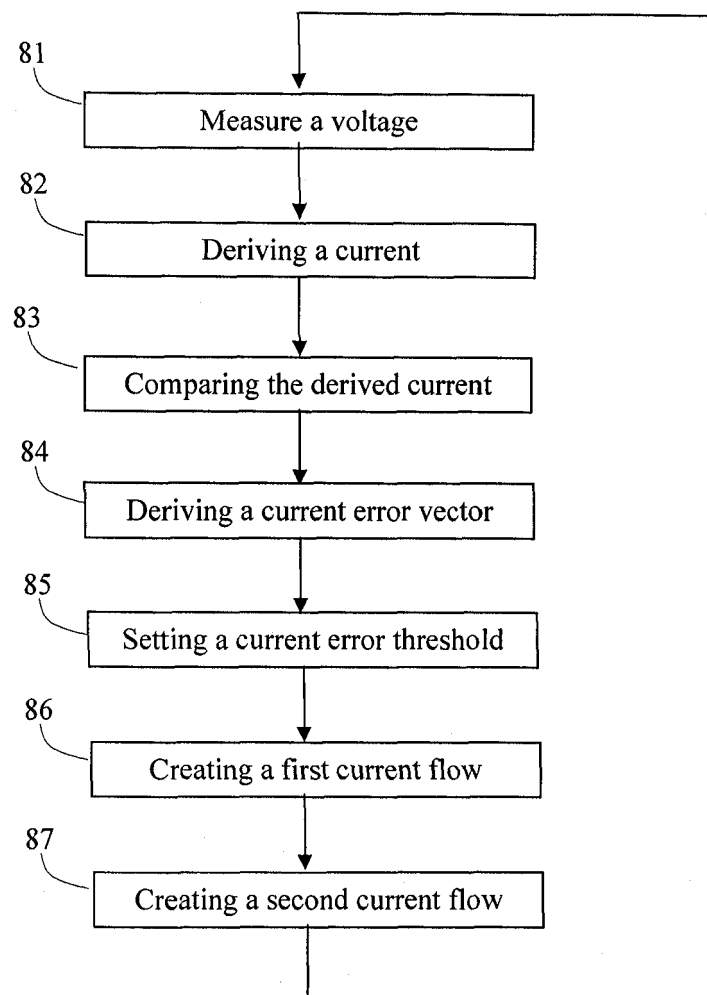 81
Measure a voltage
82
Deriving a current
83
Comparing the derived current
84
Deriving a current error vector
85
Setting a current error threshold
86
Creating a first current flow
87
Creating a second current flow